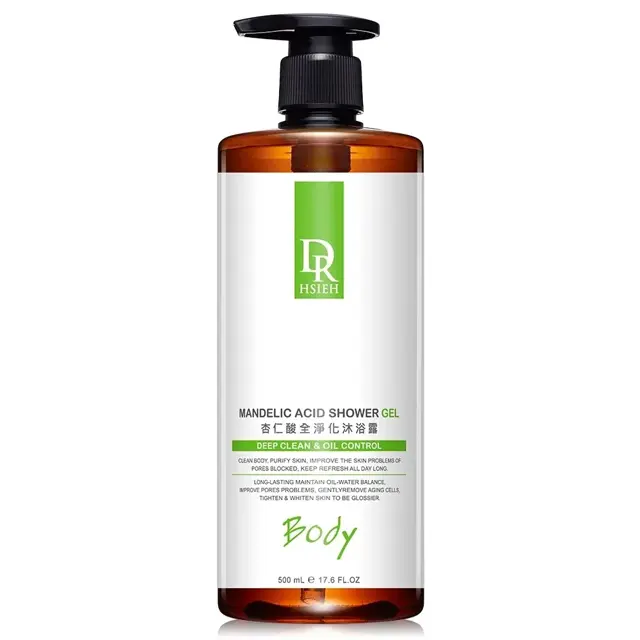 DR
HSIEH
MANDELIC ACID SHOWER GEL
杏仁酸全淨化沐浴露
DEEP CLEAN & OIL CONTROL
CLEAN BODY, PURIFY SKIN, IMPROVE THE SKIN PROBLEMS OF
PORES BLOCKED, KEEP REFRESH ALL DAY LONG.
LONG-LASTING MAINTAIN OIL-WATER BALANCE,
IMPROVE PORES PROBLEMS, GENTLYREMOVE AGING CELLS,
TIGHTEN & WHITEN SKIN TO BE GLOSSIER.
Body
500 mL ℮ 17.6 FL.OZ